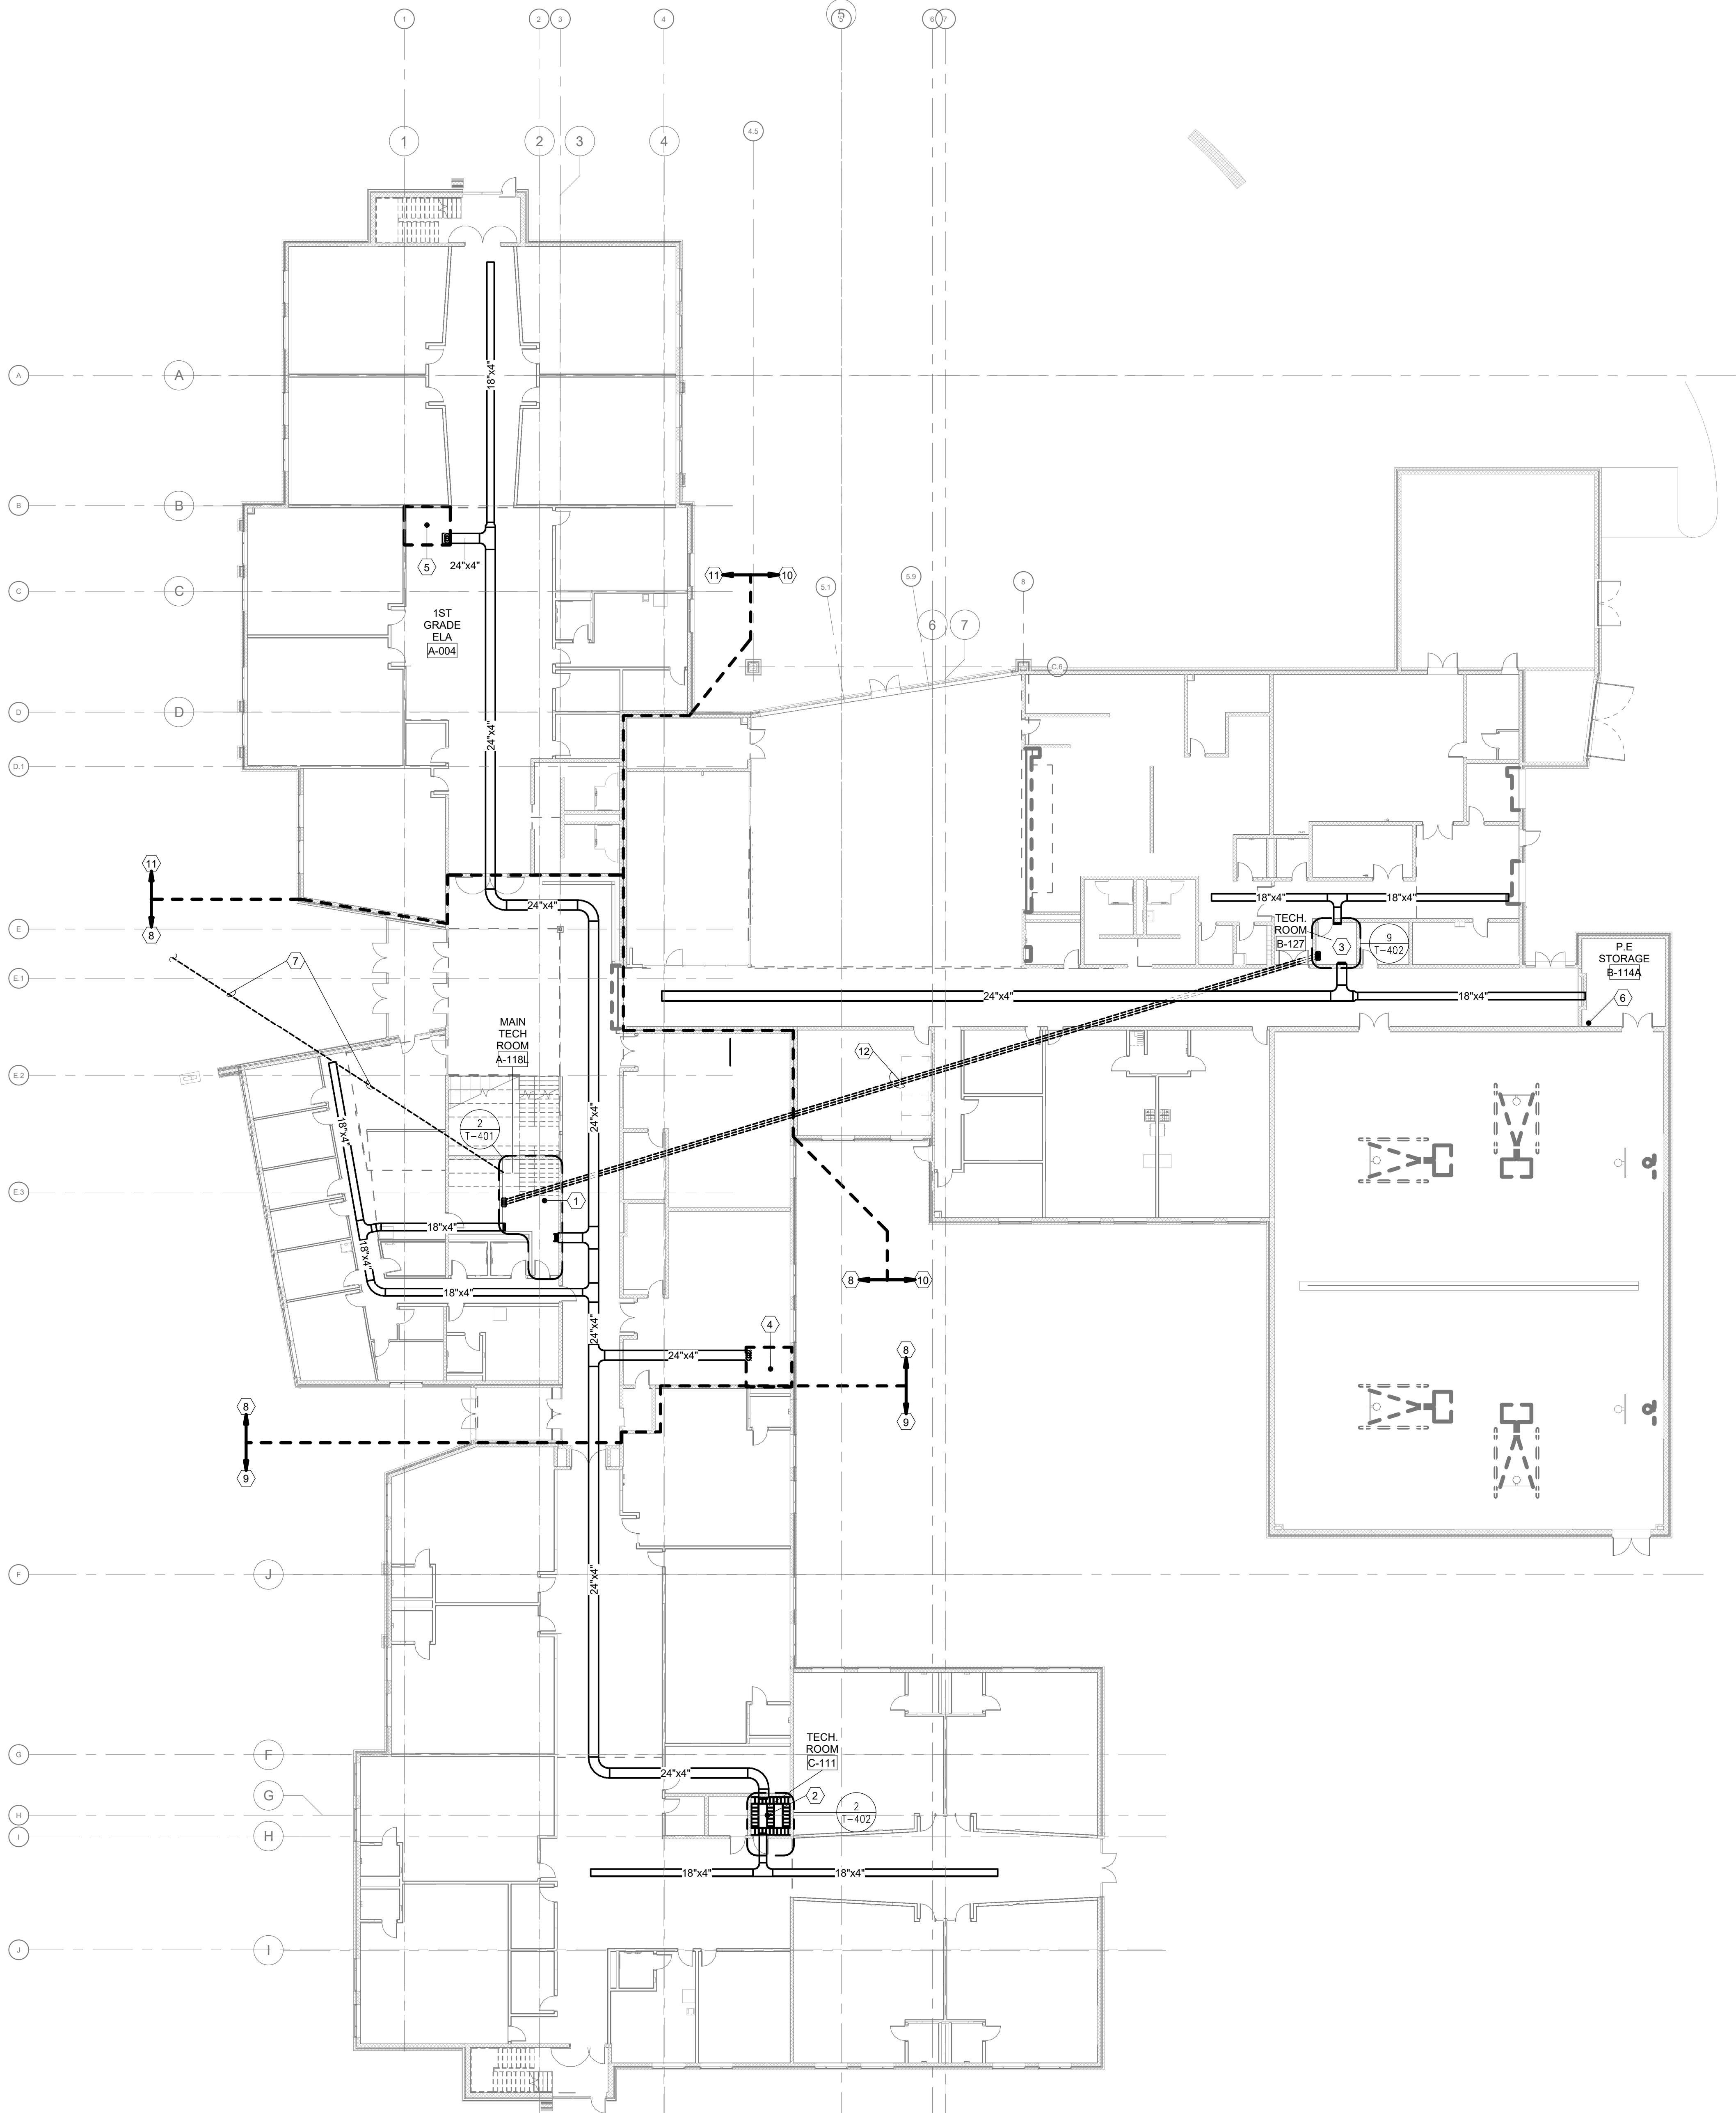 1
2
3
4
5
5
6
7
4.5
1
2
3
4
A
A
18"x4"
B
B
5
24"x4"
11
10
5.1
5.9
8
C
C
6
7
1ST
GRADE
ELA
A-004
C.6
D
D
24"x4"
D.1
11
8
18"x4"
18"x4"
24"x4"
E
TECH.
ROOM
B-127
3
9
T-402
P.E
STORAGE
B-114A
7
E.1
24"x4"
18"x4"
6
MAIN
TECH
ROOM
A-118L
12
E.2
2
T-401
18"x4"
24"x4"
E.3
1
18"x4"
18"x4"
8
10
18"x4"
4
24"x4"
24"x4"
8
9
8
9
F
J
24"x4"
TECH.
ROOM
C-111
G
F
24"x4"
G
2
2
T-402
H
I
H
18"x4"
18"x4"
J
I